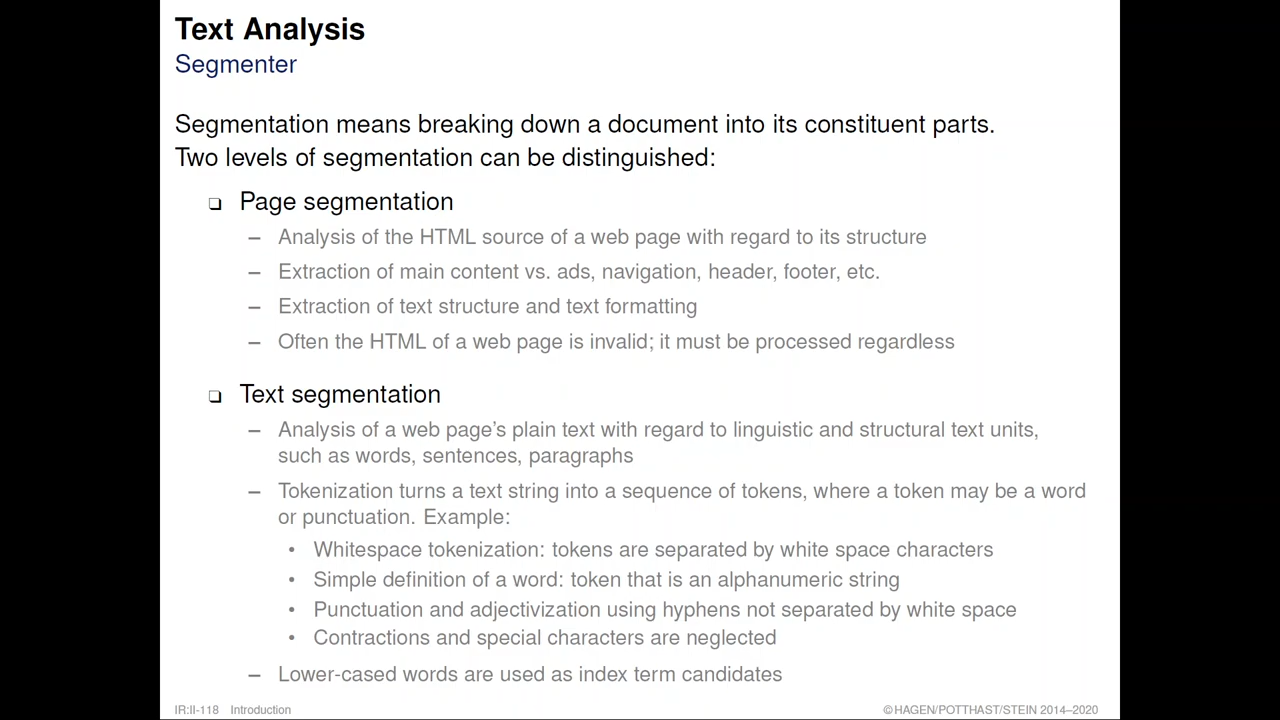 Text Analysis
Segmenter
Segmentation means breaking down a document into its constituent parts.
Two levels of segmentation can be distinguished:
❏ Page segmentation
– Analysis of the HTML source of a web page with regard to its structure
– Extraction of main content vs. ads, navigation, header, footer, etc.
– Extraction of text structure and text formatting
– Often the HTML of a web page is invalid; it must be processed regardless
❏ Text segmentation
– Analysis of a web page’s plain text with regard to linguistic and structural text units,
such as words, sentences, paragraphs
– Tokenization turns a text string into a sequence of tokens, where a token may be a word
or punctuation. Example:
• Whitespace tokenization: tokens are separated by white space characters
• Simple definition of a word: token that is an alphanumeric string
• Punctuation and adjectivization using hyphens not separated by white space
• Contractions and special characters are neglected
– Lower-cased words are used as index term candidates
IR:II-118 Introduction ©HAGEN/POTTHAST/STEIN 2014–2020